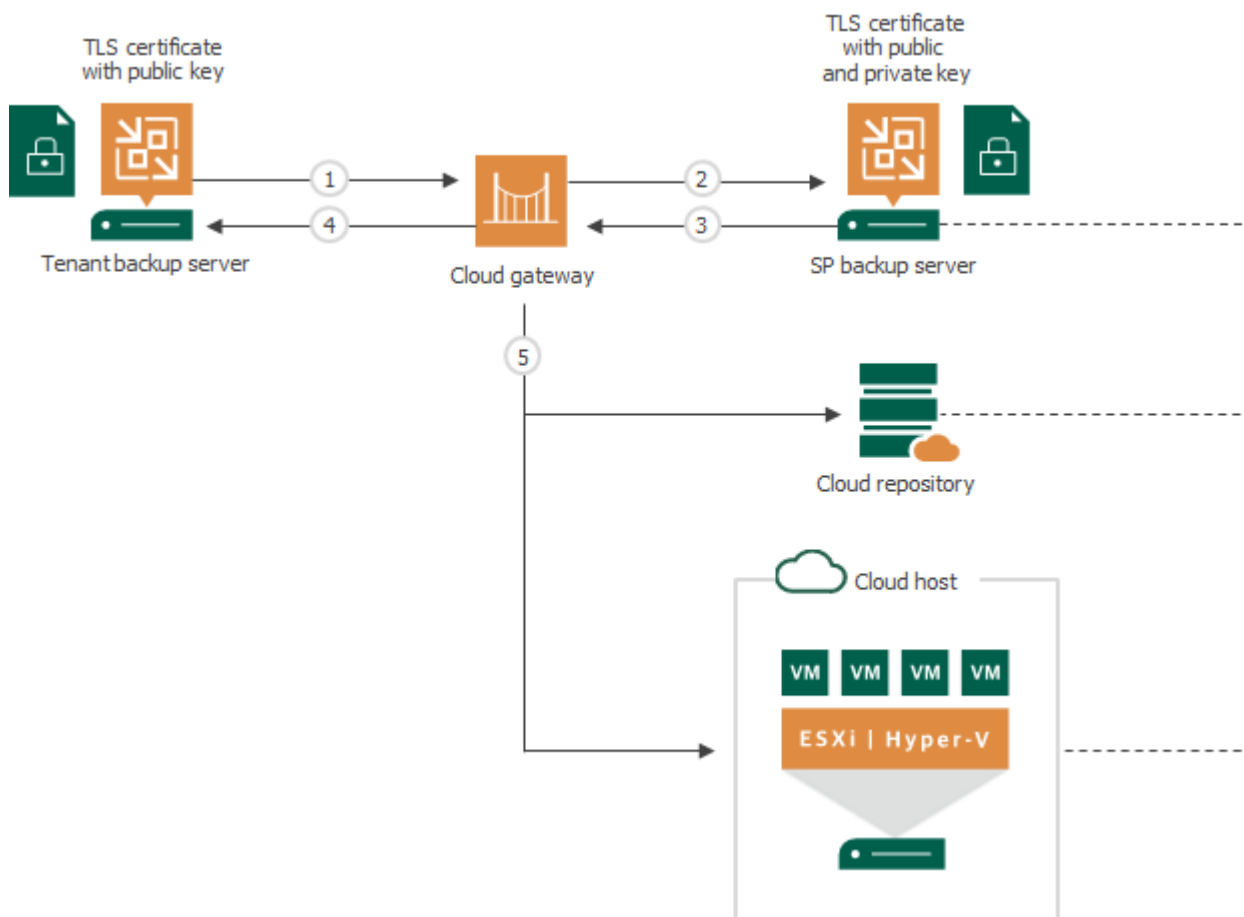 TLS certificate
with public key
TLS certificate
with public
and private key
1
2
4
3
Tenant backup server
Cloud gateway
SP backup server
5
Cloud repository
Cloud host
VM VM VM VM
ESXi | Hyper-V